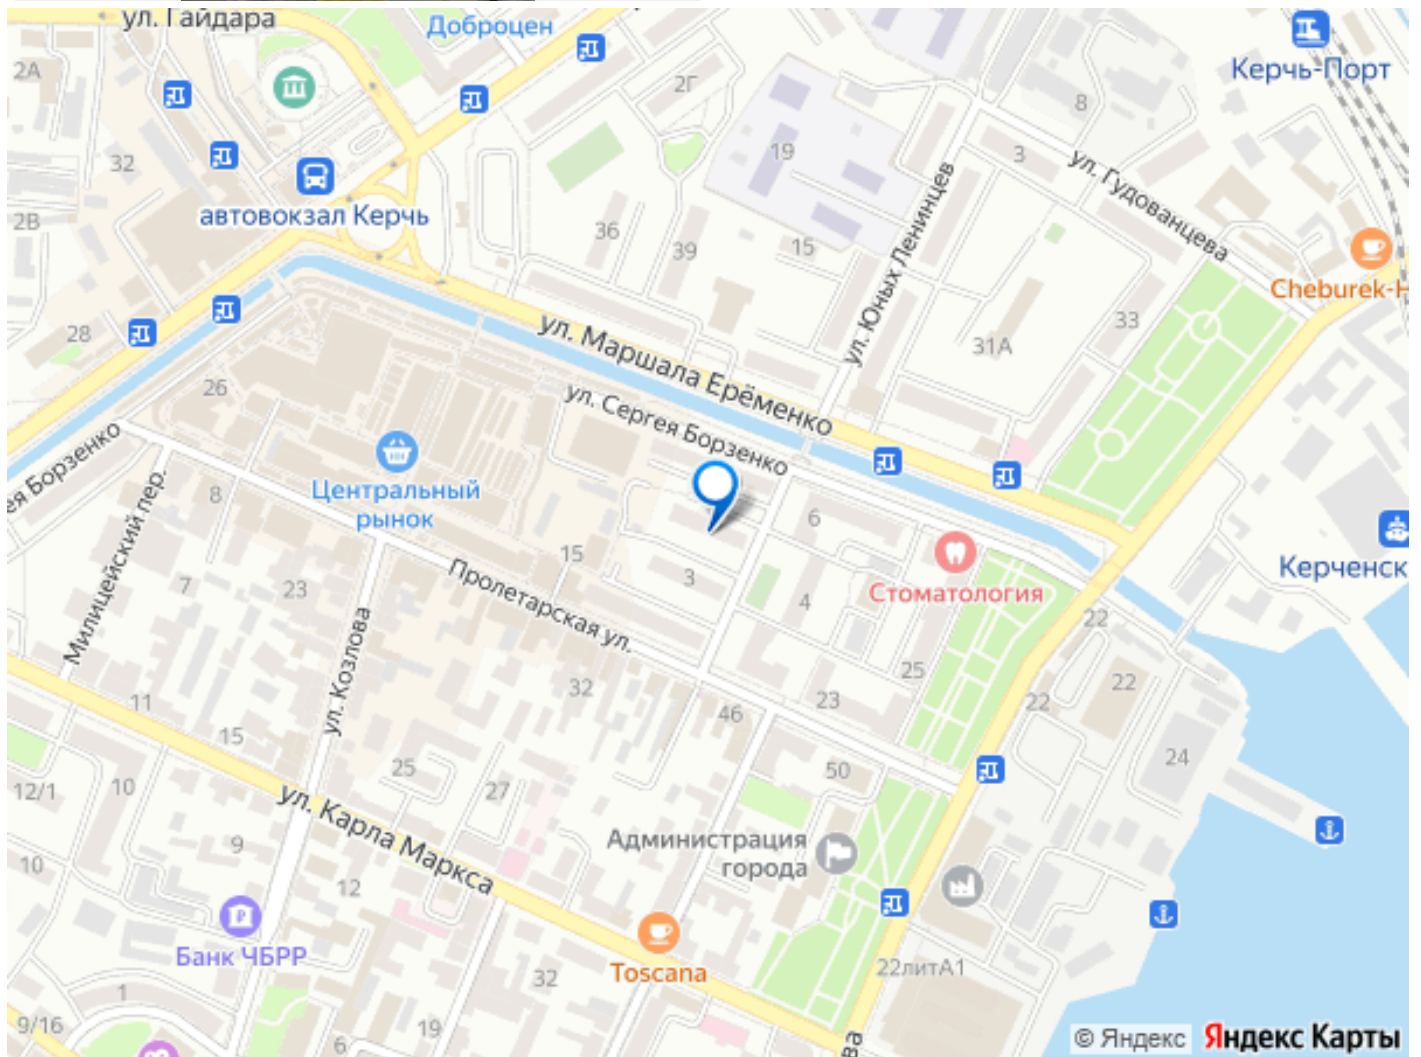 ул. Гайдара
Доброцен
Керчь-Порт
2А
2Г
8
32
19
3
ул. Гудованцева
автовокзал Керчь
2В
36
39
15
ул. Юных Ленинцев
Cheburek-H
28
ул. Маршала Ерёменко
33
31А
26
ул. Сергея Борзенко
ея Борзенко
Центральный
рынок
8
Милицейский пер.
6
Стоматология
Керченск
15
3
4
7
23
Пролетарская ул.
ул. Козлова
22
25
22
22
32
11
46
23
15
24
25
27
50
12/1
10
ул. Карла Маркса
Администрация
города
9
10
12
Банк ЧБРР
Toscana
32
22литА1
1
9/16
19
6
ва
© Яндекс Яндекс Карты